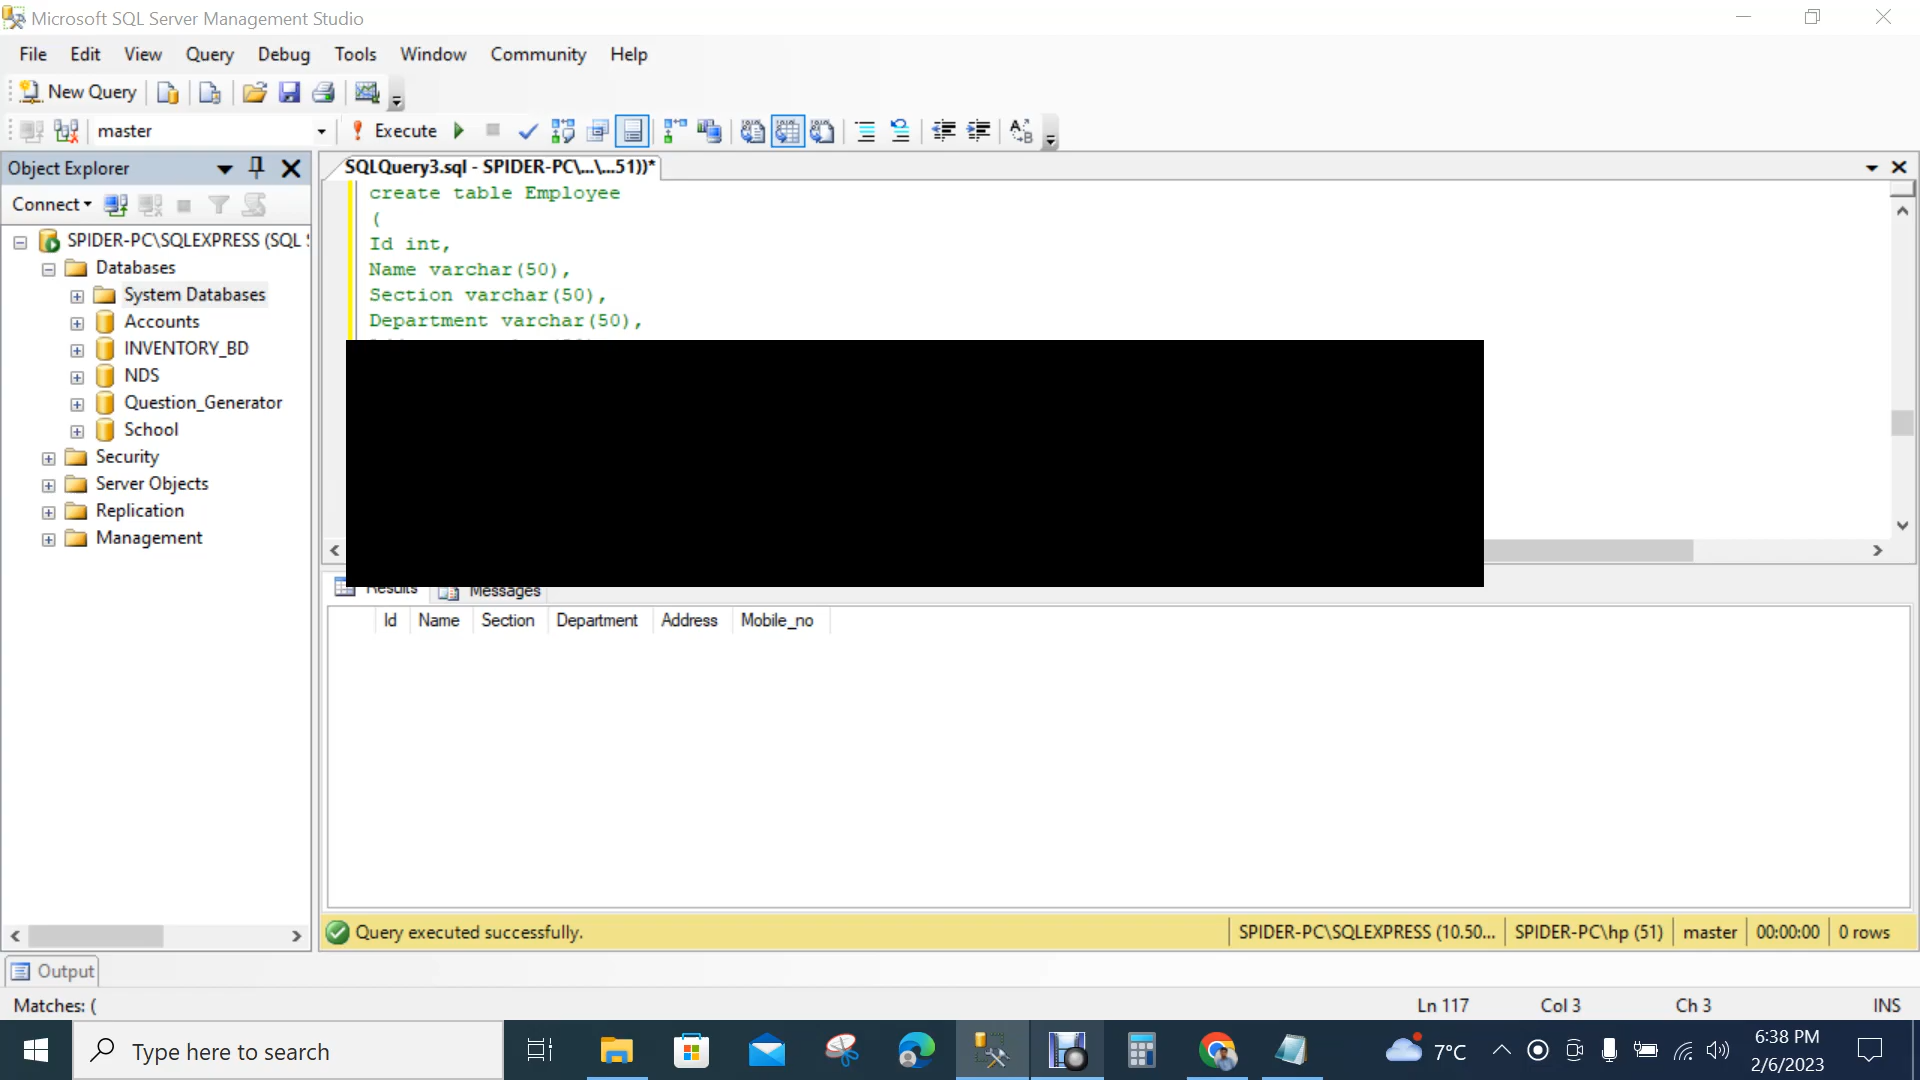 Microsoft SQL Server Management Studio
File Edit View Query Debug Tools Window Community Help
New Query
master Execute
Object Explorer
Connect
SPIDER-PC\SQLEXPRESS (SQL
Databases
System Databases
Accounts
INVENTORY_BD
NDS
Question_Generator
School
Security
Server Objects
Replication
Management
SQLQuery3.sql - SPIDER-PC\...\...51))*
create table Employee
(
Id int,
Name varchar(50),
Section varchar(50),
Department varchar(50),
Results Messages
Id Name Section Department Address Mobile_no
Query executed successfully. SPIDER-PC\SQLEXPRESS (10.50... SPIDER-PC\hp (51) master 00:00:00 0 rows
Output
Matches: ( Ln 117 Col 3 Ch 3 INS
Type here to search 7°C 6:38 PM
2/6/2023